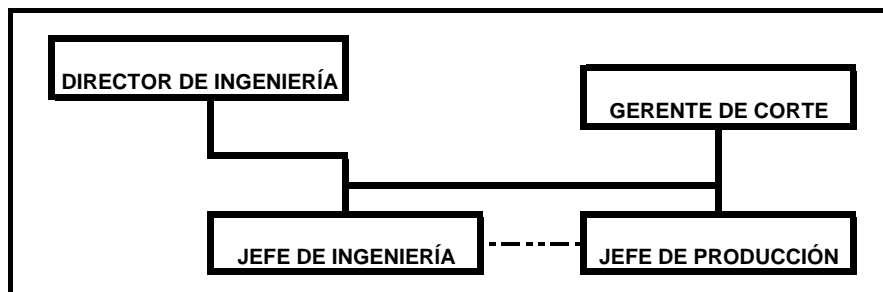 DIRECTOR DE INGENIERÍA
GERENTE DE CORTE
JEFE DE INGENIERÍA
JEFE DE PRODUCCIÓN